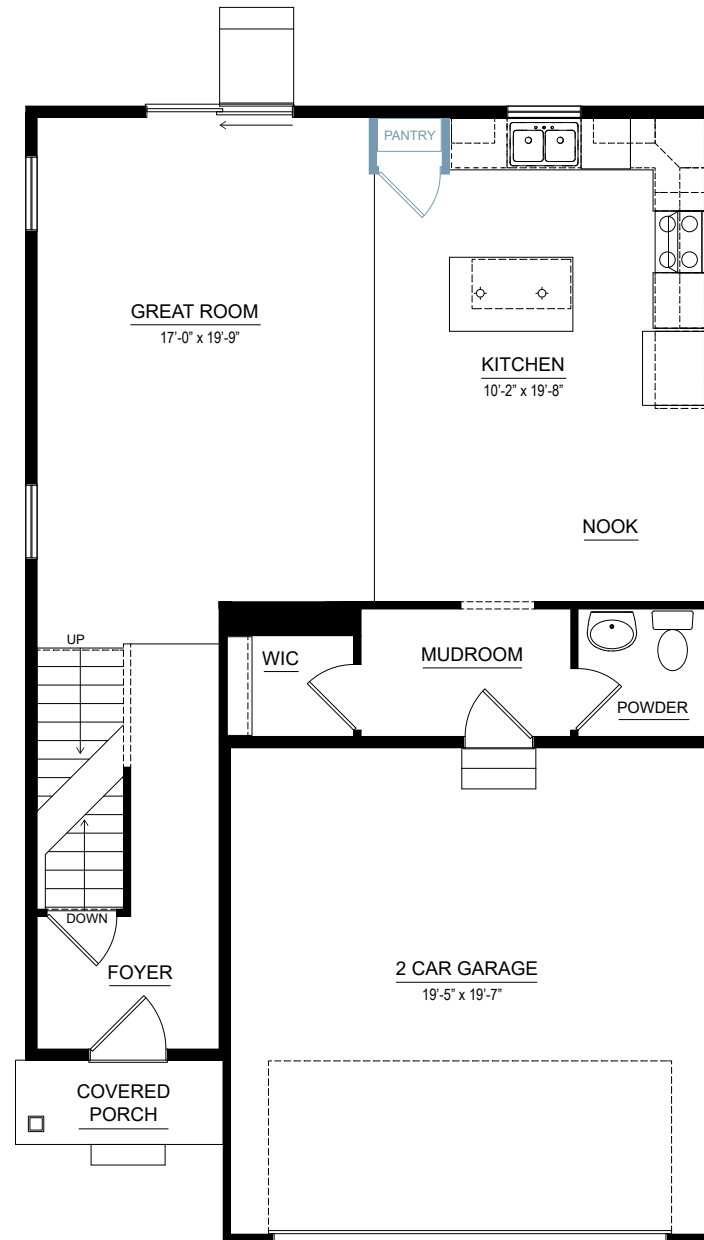 PANTRY
GREAT ROOM
17’-0” x 19’-9”
KITCHEN
10’-2” x 19’-8”
NOOK
UP
WIC
MUDROOM
POWDER
DOWN
FOYER
2 CAR GARAGE
19’-5” x 19’-7”
COVERED
PORCH